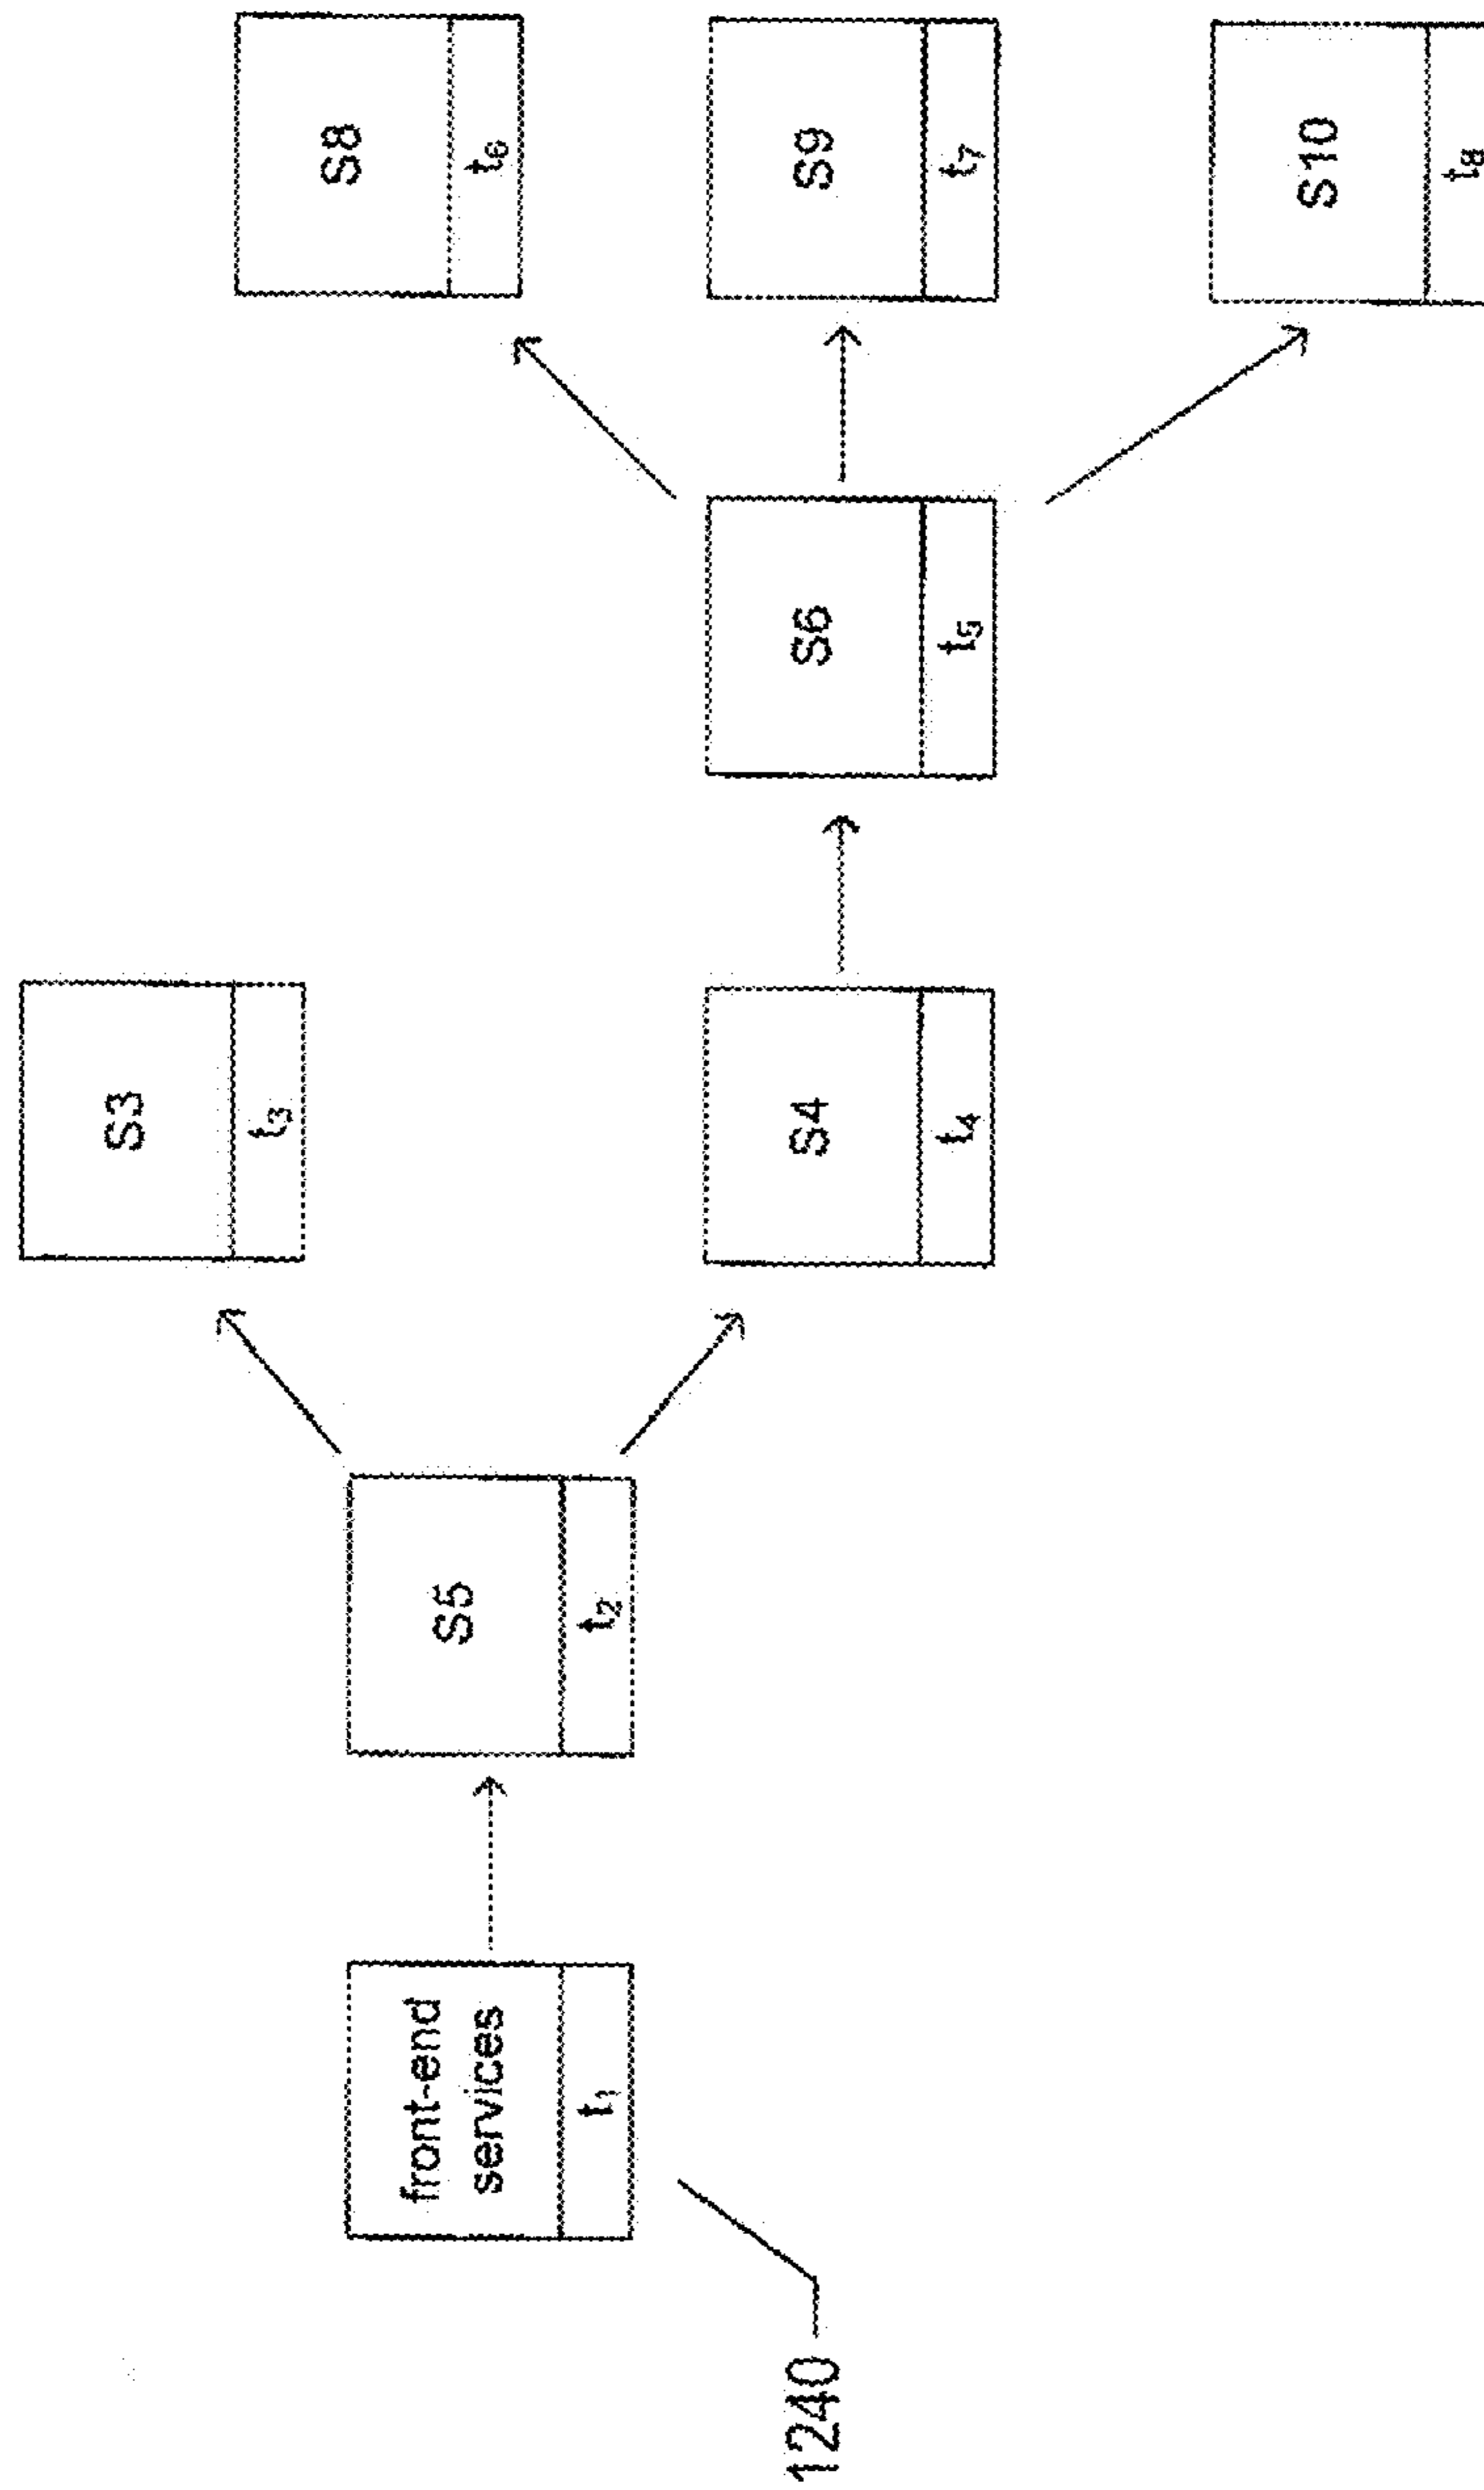 front-end
services
t₁
S5
t₂
S3
t₃
S4
t₄
S6
t₅
S8
t₆
S9
t₇
S10
t₈
1240